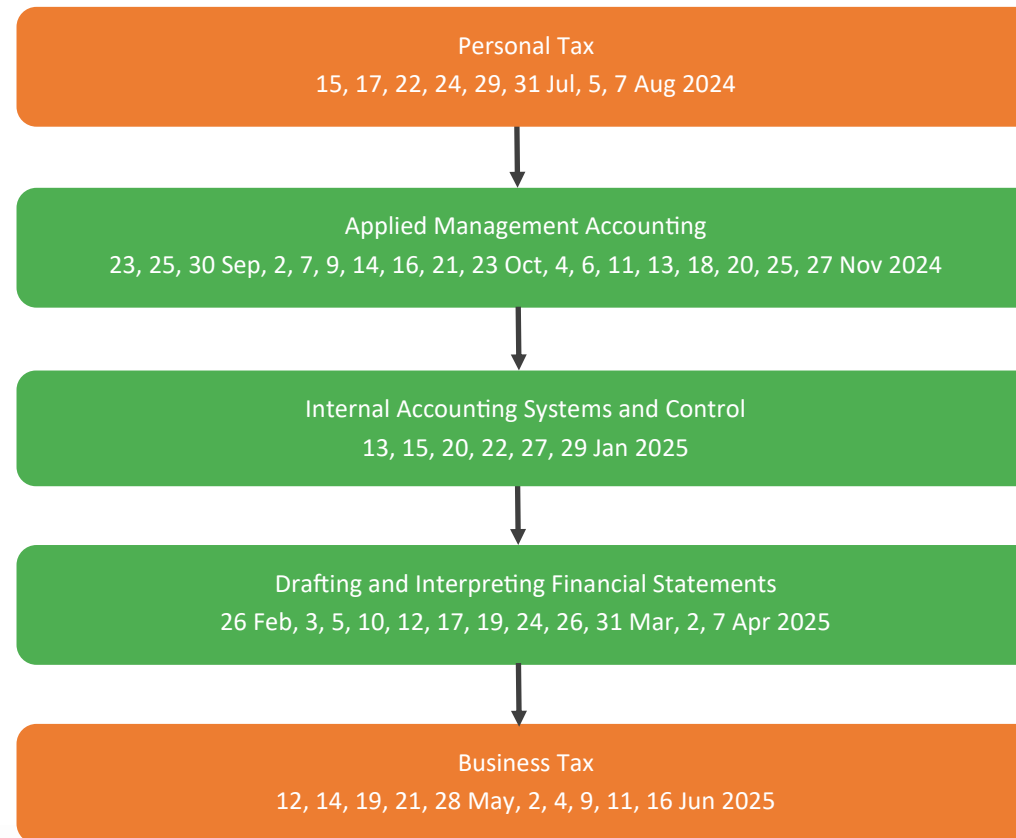 Personal Tax
15, 17, 22, 24, 29, 31 Jul, 5, 7 Aug 2024
Applied Management Accounting
23, 25, 30 Sep, 2, 7, 9, 14, 16, 21, 23 Oct, 4, 6, 11, 13, 18, 20, 25, 27 Nov 2024
Internal Accounting Systems and Control
13, 15, 20, 22, 27, 29 Jan 2025
Drafting and Interpreting Financial Statements
26 Feb, 3, 5, 10, 12, 17, 19, 24, 26, 31 Mar, 2, 7 Apr 2025
Business Tax
12, 14, 19, 21, 28 May, 2, 4, 9, 11, 16 Jun 2025